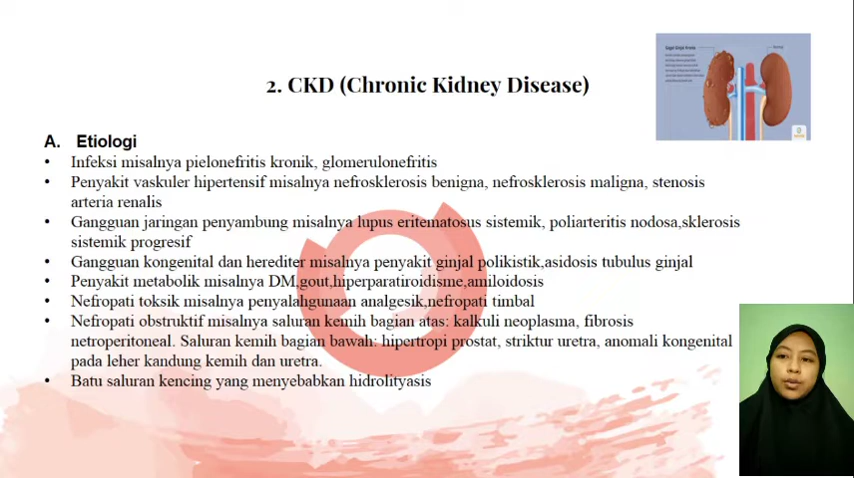 2. CKD (Chronic Kidney Disease)
A. Etiologi
• Infeksi misalnya pielonefritis kronik, glomerulonefritis
• Penyakit vaskuler hipertensif misalnya nefrosklerosis benigna, nefrosklerosis maligna, stenosis
arteria renalis
• Gangguan jaringan penyambung misalnya lupus eritematosus sistemik, poliarteritis nodosa,sklerosis
sistemik progresif
• Gangguan kongenital dan herediter misalnya penyakit ginjal polikistik,asidosis tubulus ginjal
• Penyakit metabolik misalnya DM,gout,hiperparatiroidisme,amiloidosis
• Nefropati toksik misalnya penyalahgunaan analgesik,nefropati timbal
• Nefropati obstruktif misalnya saluran kemih bagian atas: kalkuli neoplasma, fibrosis
netroperitoneal. Saluran kemih bagian bawah: hipertropi prostat, striktur uretra, anomali kongenital
pada leher kandung kemih dan uretra.
• Batu saluran kencing yang menyebabkan hidrolityasis
Gagal Ginjal Kronis